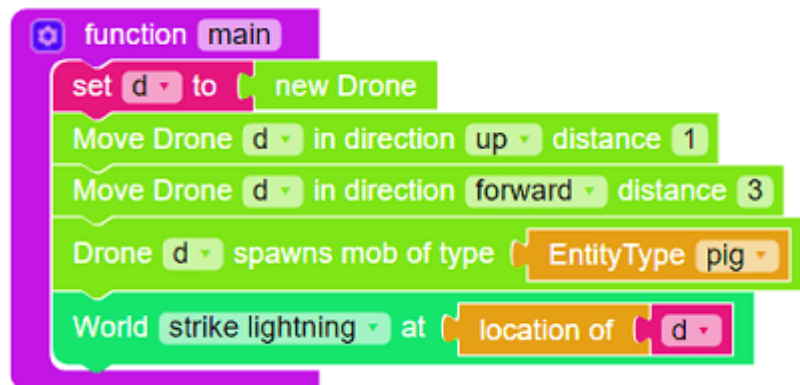 function main
set d to new Drone
Move Drone d in direction up distance 1
Move Drone d in direction forward distance 3
Drone d spawns mob of type EntityType pig
World strike lightning at location of d